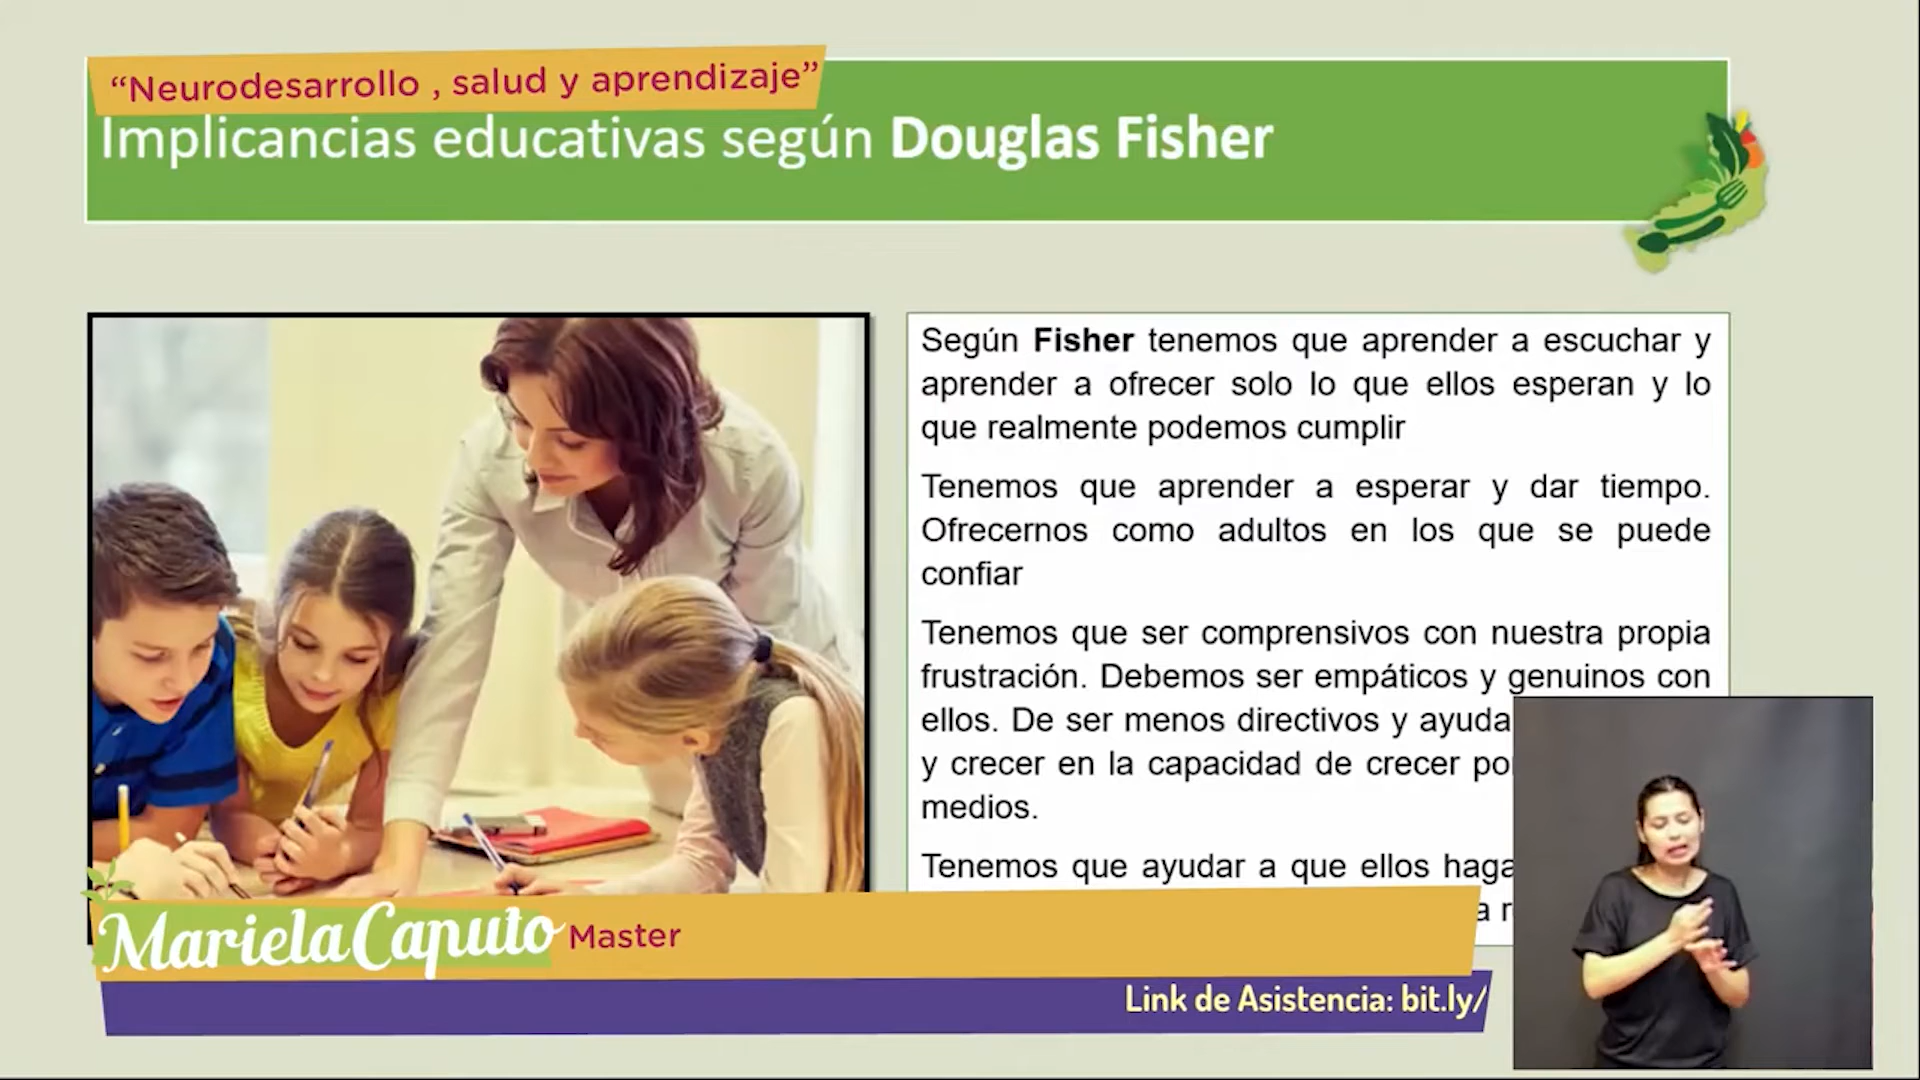 “Neurodesarrollo , salud y aprendizaje”
Implicancias educativas según Douglas Fisher
Según Fisher tenemos que aprender a escuchar y
aprender a ofrecer solo lo que ellos esperan y lo
que realmente podemos cumplir
Tenemos que aprender a esperar y dar tiempo.
Ofrecernos como adultos en los que se puede
confiar
Tenemos que ser comprensivos con nuestra propia
frustración. Debemos ser empáticos y genuinos con
ellos. De ser menos directivos y
y crecer en la capacidad de crecer
medios.
Tenemos que ayudar a que ellos
a
Mariela Caputo Master
Link de Asistencia: bit.ly/